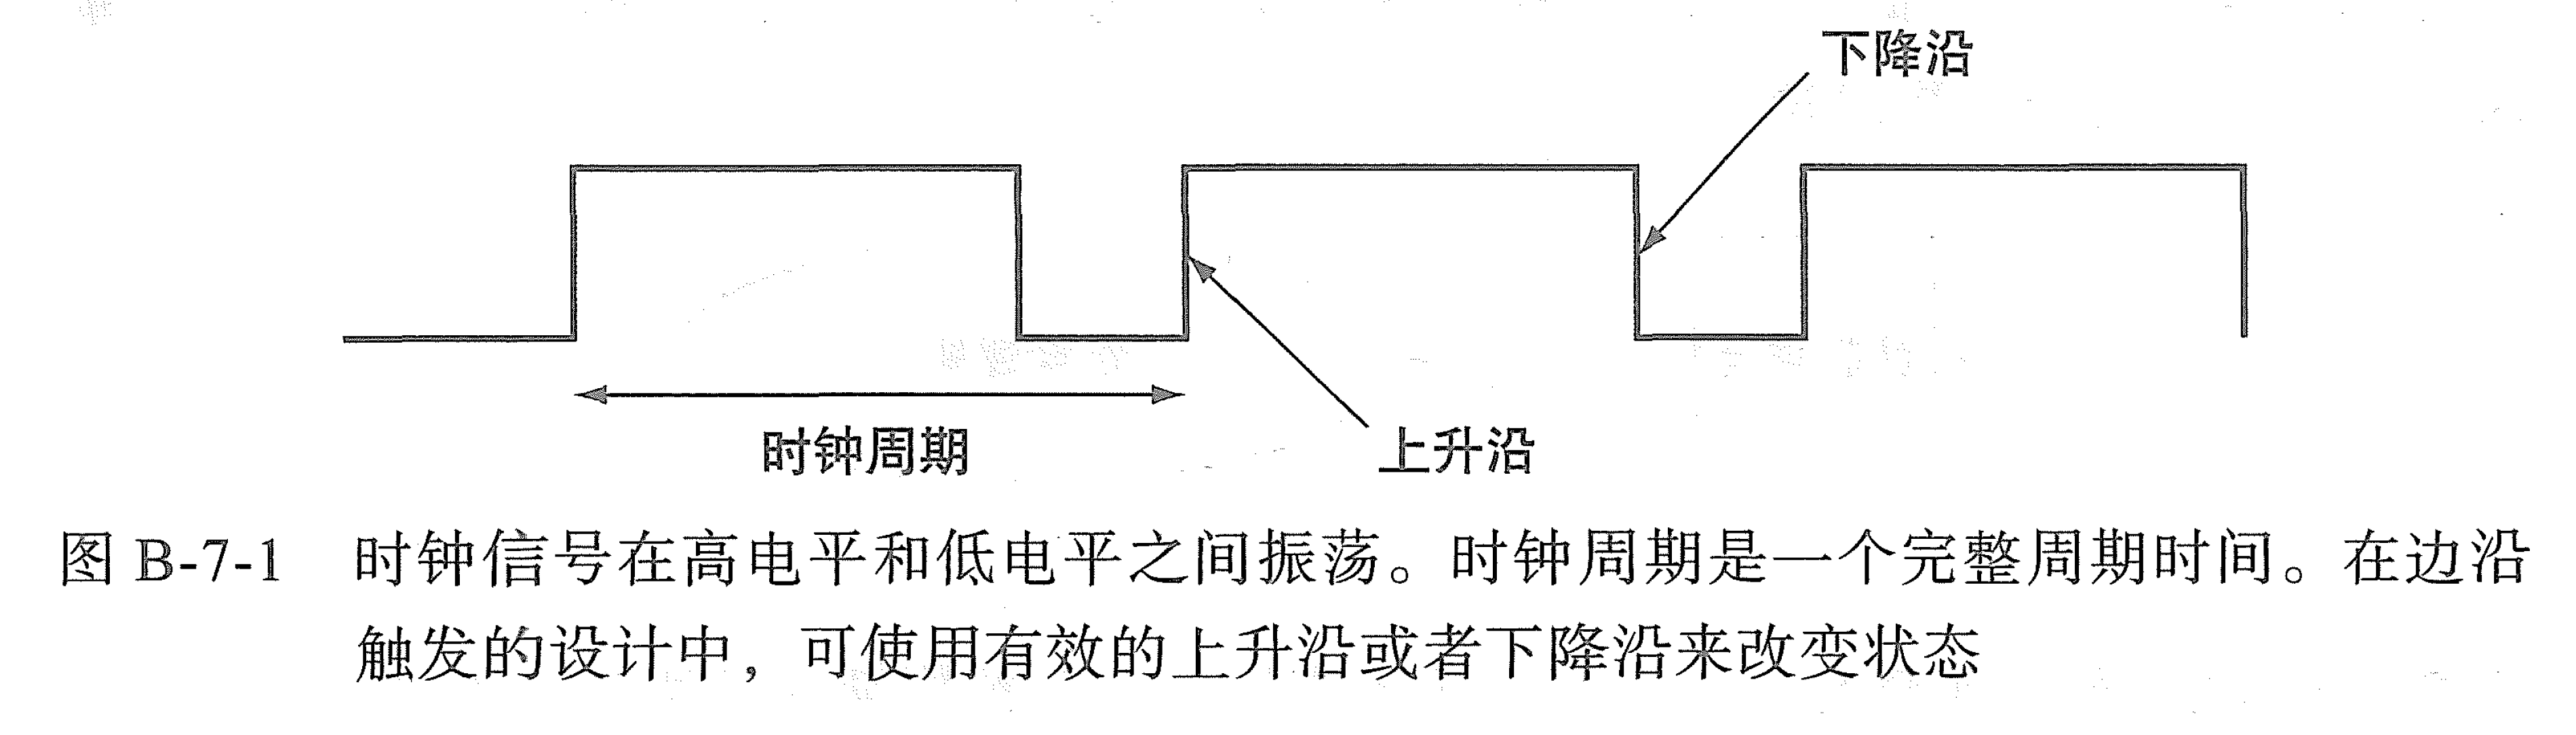 下降沿
时钟周期
上升沿
图 B-7-1 时钟信号在高电平和低电平之间振荡。时钟周期是一个完整周期时间。在边沿
触发的设计中，可使用有效的上升沿或者下降沿来改变状态